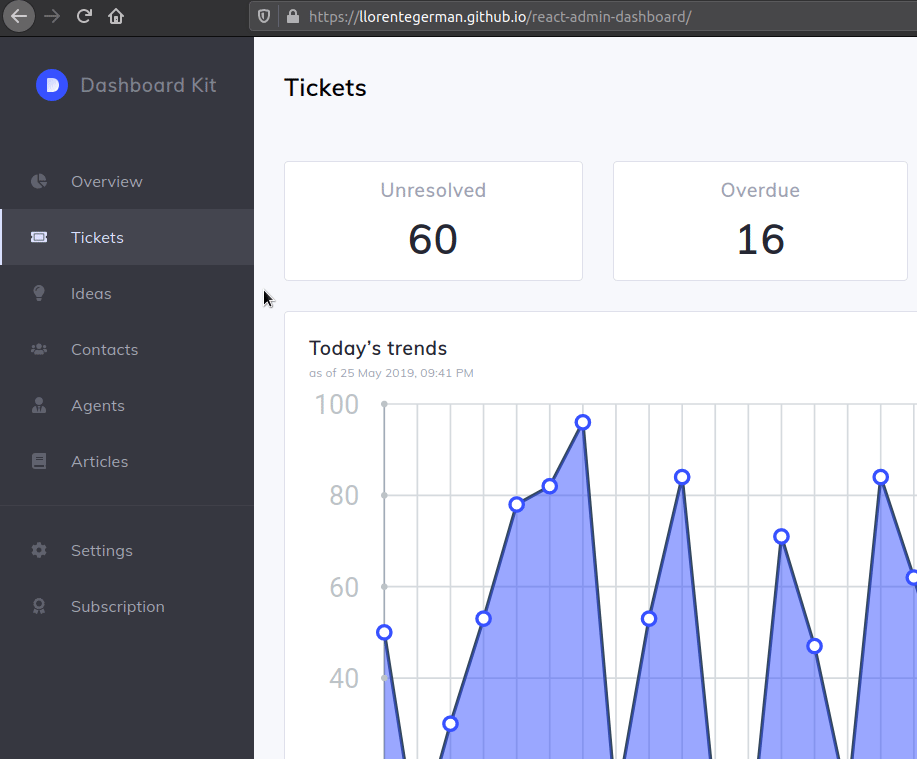 https://llorentegerman.github.io/react-admin-dashboard/
Dashboard Kit
Overview
Tickets
Ideas
Contacts
Agents
Articles
Settings
Subscription
Tickets
Unresolved
60
Overdue
16
Today's trends
as of 25 May 2019, 09:41 PM
100
80
60
40